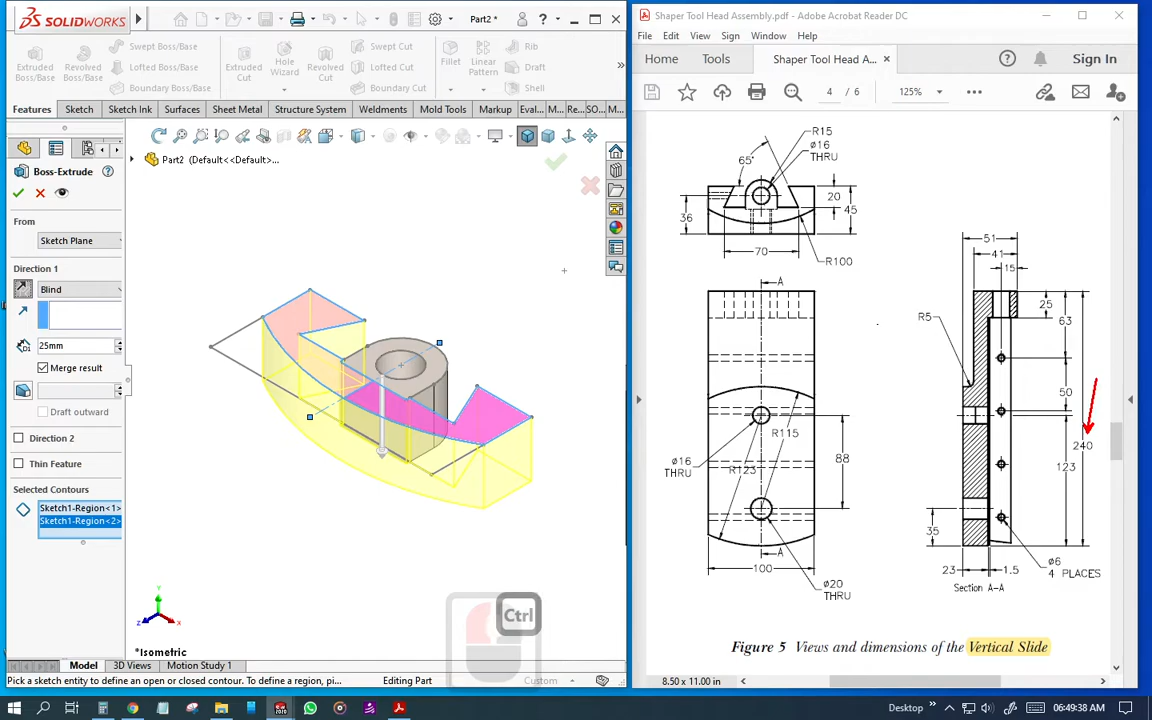 SOLIDWORKS
Part2 *
Extruded Boss/Base
Revolved Boss/Base
Swept Boss/Base
Lofted Boss/Base
Boundary Boss/Base
Extruded Cut
Hole Wizard
Revolved Cut
Swept Cut
Lofted Cut
Boundary Cut
Fillet
Linear Pattern
Rib
Draft
Shell
Features Sketch Sketch Ink Surfaces Sheet Metal Structure System Weldments Mold Tools Markup Eval... M... Re... SO... M...
Part2 (Default<<Default>...
Boss-Extrude
From
Sketch Plane
Direction 1
Blind
25mm
Merge result
Draft outward
Direction 2
Thin Feature
Selected Contours
Sketch1-Region<1>
Sketch1-Region<2>
Y
Z
X
*Isometric
Ctrl
Model 3D Views Motion Study 1
Pick a sketch entity to define an open or closed contour. To define a region, pi...
Editing Part
Custom
Shaper Tool Head Assembly.pdf - Adobe Acrobat Reader DC
File Edit View Sign Window Help
Home Tools Shaper Tool Head A... × Sign In
4 / 6 125%
R15
ø16
THRU
65°
36
20
45
70
R100
A
51
41
15
R5
25
63
50
240
123
R115
ø16
THRU
R123
88
35
A
100
ø20
THRU
23
1.5
ø6
4 PLACES
Section A-A
Figure 5 Views and dimensions of the Vertical Slide
8.50 x 11.00 in
Desktop
06:49:38 AM